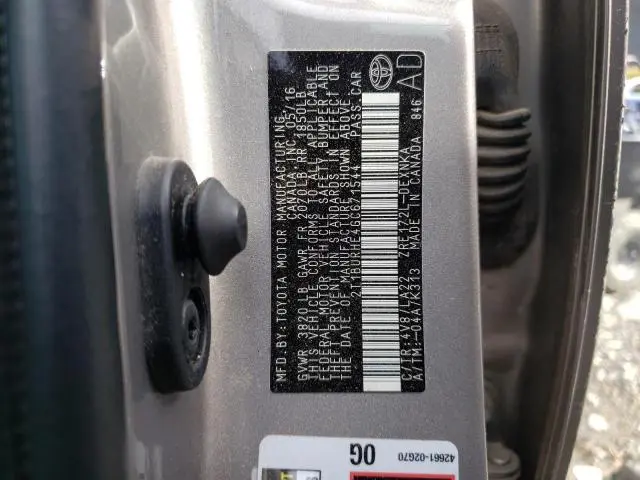 MFD.BY:TOYOTA MOTOR MANUFACTURING
CANADA INC. 05/16
GVWR 3820 LB GAWR FR 2070LB RR 1850LB
THIS VEHICLE CONFORMS TO ALL APPLICABLE
FEDERAL MOTOR VEHICLE SAFETY BUMPER, AND
THEFT PREVENTION STANDARDS IN EFFECT ON
THE DATE OF MANUFACTURE SHOWN ABOVE.
2T1BURHE4GC671544 PASS CAR
C/TR:4V8/LA22 ZRE172L-DEXNKA
A/TM:-04A/K313 MADE IN CANADA 846
AD
0G
42661-02G70